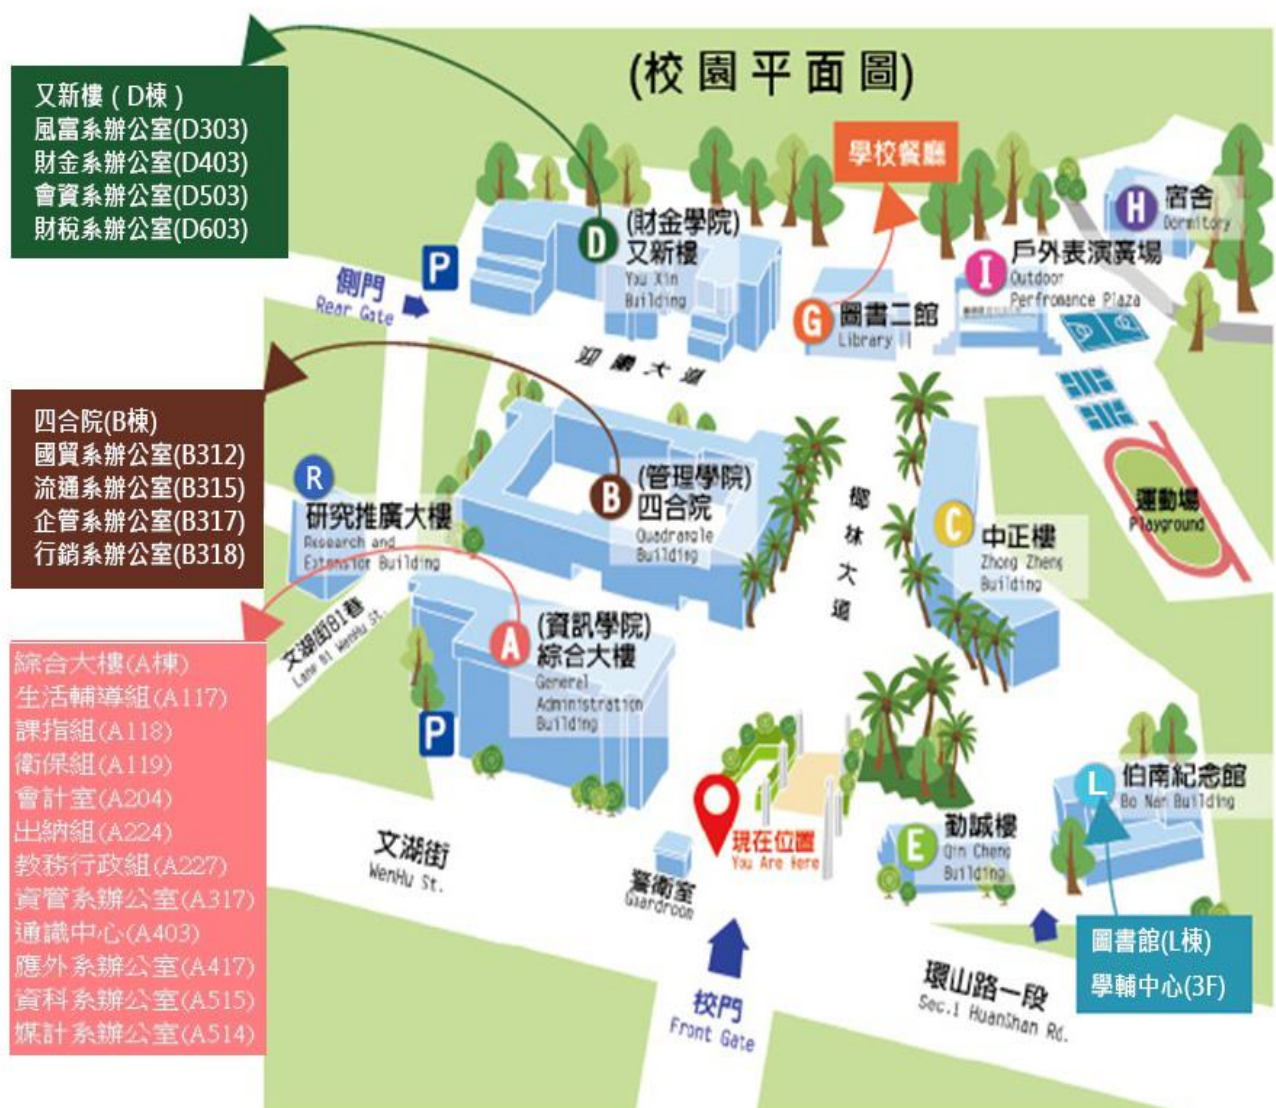 (校園平面圖)
又新樓(D棟)
風富系辦公室(D303)
財金系辦公室(D403)
會資系辦公室(D503)
財稅系辦公室(D603)
學校餐廳
H
宿舍
Dormitory
D
(財金學院)
又新樓
You Xin
Building
P
側門
Rear Gate
I
戶外表演廣場
Outdoor
Perfromance Plaza
G
圖書二館
Library II
迎蘭大道
四合院(B棟)
國貿系辦公室(B312)
流通系辦公室(B315)
企管系辦公室(B317)
行銷系辦公室(B318)
R
研究推廣大樓
Research and
Extension Building
B
(管理學院)
四合院
Quadrangle
Building
椰林大道
C
中正樓
Zhong Zheng
Building
運動場
Playground
文湖街81巷
Lane 81 WenHu St.
A
(資訊學院)
綜合大樓
General
Administration
Building
P
綜合大樓(A棟)
生活輔導組(A117)
課指組(A118)
衛保組(A119)
會計室(A204)
出納組(A224)
教務行政組(A227)
資管系辦公室(A317)
通識中心(A403)
應外系辦公室(A417)
資科系辦公室(A515)
媒計系辦公室(A514)
文湖街
WenHu St.
警衛室
Guardroom
現在位置
You Are Here
E
勤誠樓
Qin Cheng
Building
L
伯南紀念館
Bo Nan Building
圖書館(L棟)
學輔中心(3F)
校門
Front Gate
環山路一段
Sec.1 HuanShan Rd.